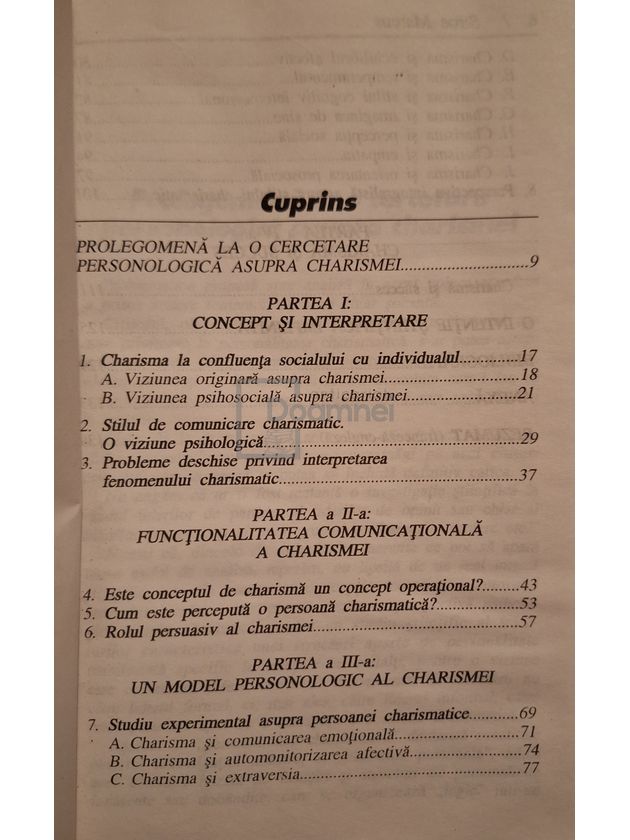 Cuprins
PROLEGOMENĂ LA O CERCETARE
PERSONOLOGICĂ ASUPRA CHARISMEI.............................9
PARTEA I:
CONCEPT ŞI INTERPRETARE
1. Charisma la confluenţa socialului cu individualul..............17
A. Viziunea originară asupra charismei..............................18
B. Viziunea psihosocială asupra charismei........................21
2. Stilul de comunicare charismatic.
O viziune psihologică..........................................................29
3. Probleme deschise privind interpretarea
fenomenului charismatic......................................................37
PARTEA a II-a:
FUNCŢIONALITATEA COMUNICAŢIONALĂ
A CHARISMEI
4. Este conceptul de charismă un concept operaţional?.........43
5. Cum este percepută o persoană charismatică?...................53
6. Rolul persuasiv al charismei..............................................57
PARTEA a III-a:
UN MODEL PERSONOLOGIC AL CHARISMEI
7. Studiu experimental asupra persoanei charismatice............69
A. Charisma şi comunicarea emoţională............................71
B. Charisma şi automonitorizarea afectivă.........................74
C. Charisma şi extraversia..................................................77